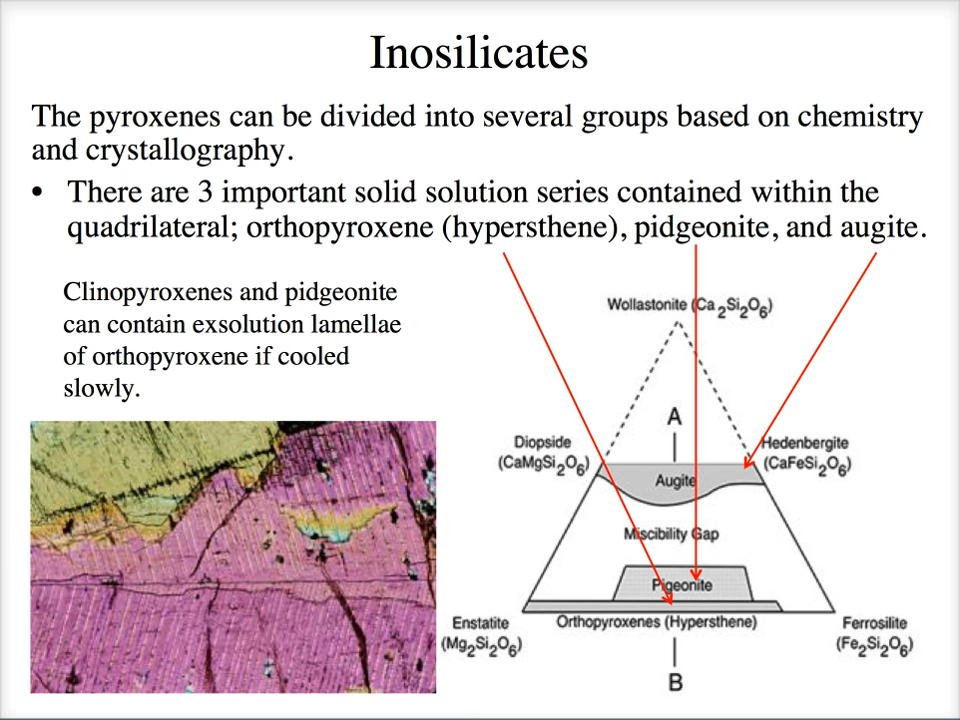 Inosilicates
The pyroxenes can be divided into several groups based on chemistry
and crystallography.
• There are 3 important solid solution series contained within the
quadrilateral; orthopyroxene (hypersthene), pidgeonite, and augite.
Clinopyroxenes and pidgeonite
can contain exsolution lamellae
of orthopyroxene if cooled
slowly.
Wollastonite (Ca2Si2O6)
A
Diopside
(CaMgSi2O6)
Hedenbergite
(CaFeSi2O6)
Augite
Miscibility Gap
Pigeonite
Enstatite
(Mg2Si2O6)
Orthopyroxenes (Hypersthene)
Ferrosilite
(Fe2Si2O6)
B